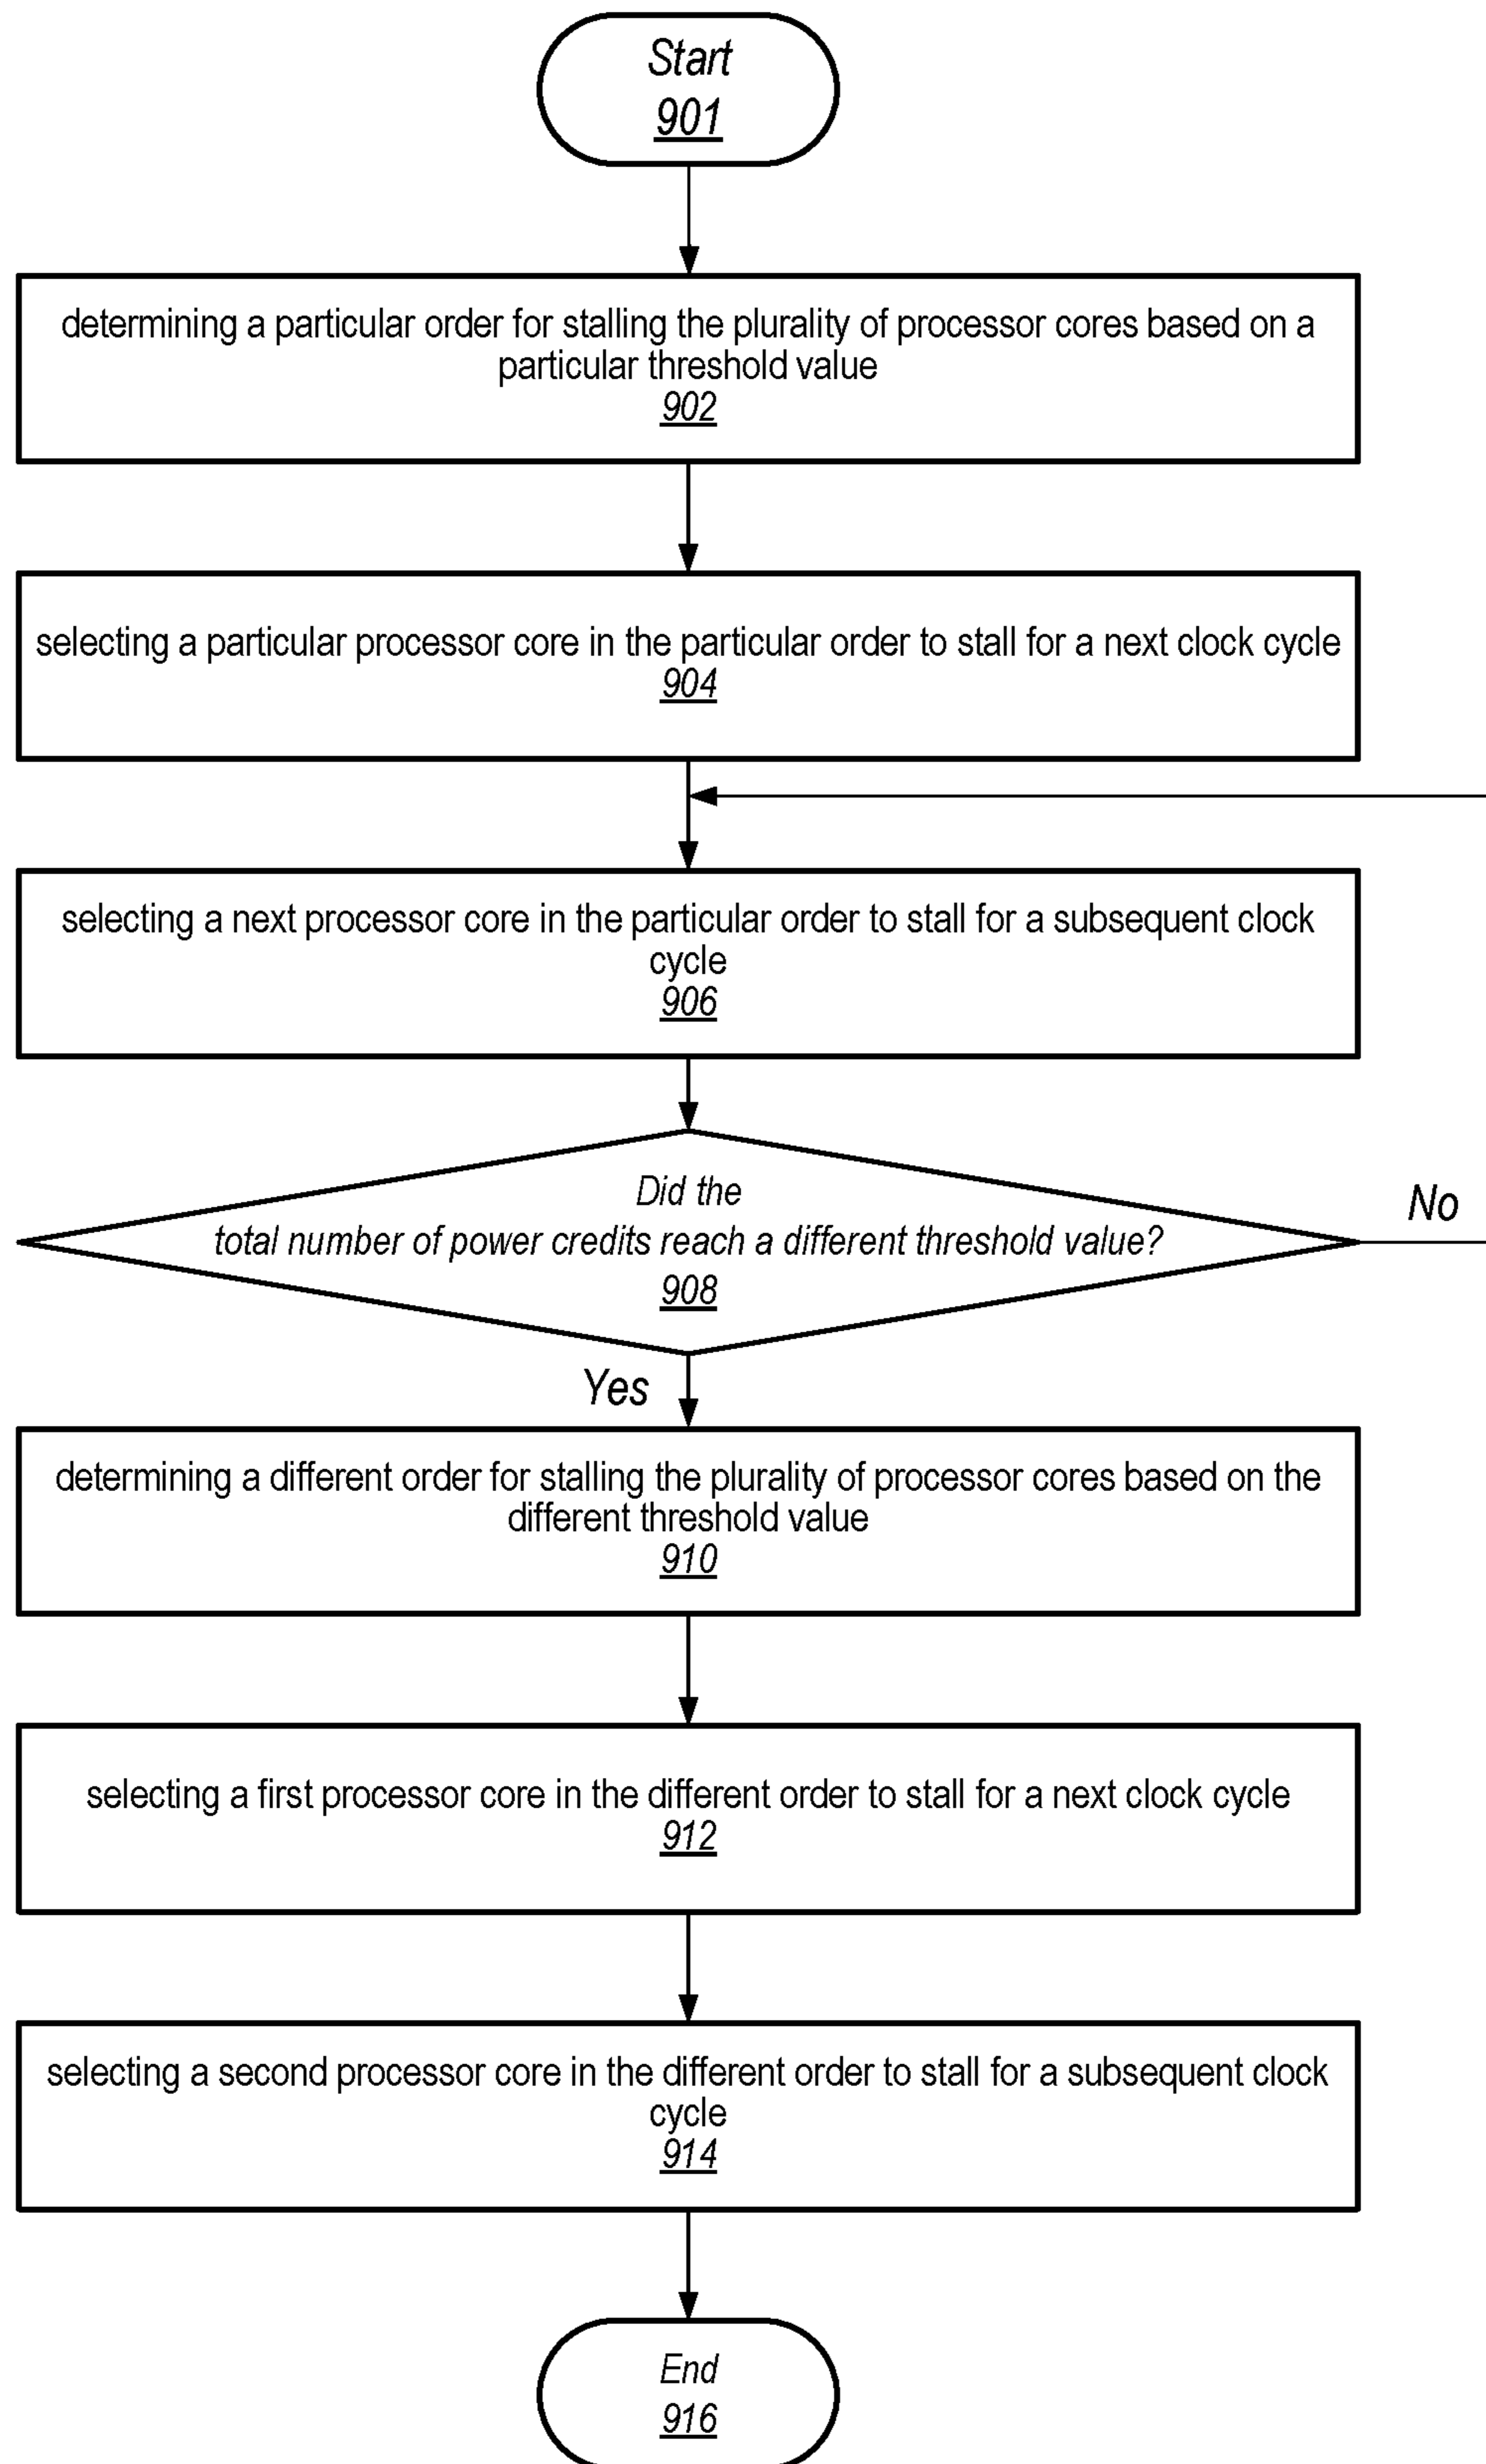 Start
901
determining a particular order for stalling the plurality of processor cores based on a
particular threshold value
902
selecting a particular processor core in the particular order to stall for a next clock cycle
904
selecting a next processor core in the particular order to stall for a subsequent clock
cycle
906
Did the
total number of power credits reach a different threshold value?
908
No
Yes
determining a different order for stalling the plurality of processor cores based on the
different threshold value
910
selecting a first processor core in the different order to stall for a next clock cycle
912
selecting a second processor core in the different order to stall for a subsequent clock
cycle
914
End
916